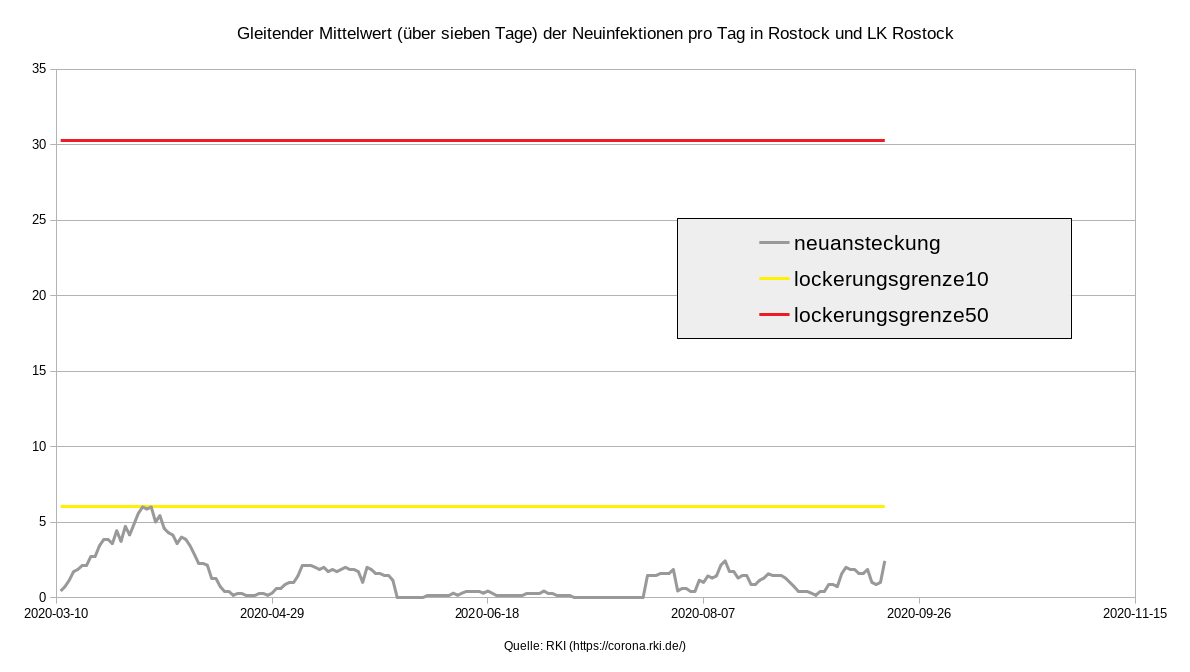 Gleitender Mittelwert (über sieben Tage) der Neuinfektionen pro Tag in Rostock und LK Rostock
35
30
25
20
15
10
5
0
neuansteckung
lockerungsgrenze10
lockerungsgrenze50
2020-03-10 2020-04-29 2020-06-18 2020-08-07 2020-09-26 2020-11-15
Quelle: RKI (https://corona.rki.de/)